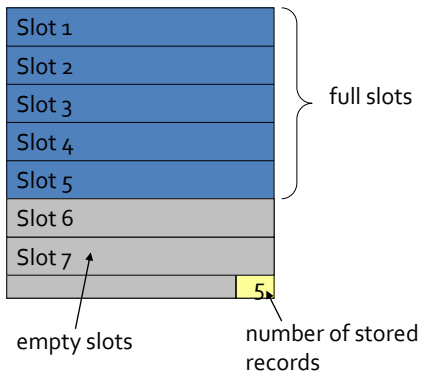 Slot 1
Slot 2
Slot 3
Slot 4
Slot 5
full slots
Slot 6
Slot 7
5
empty slots
number of stored
records